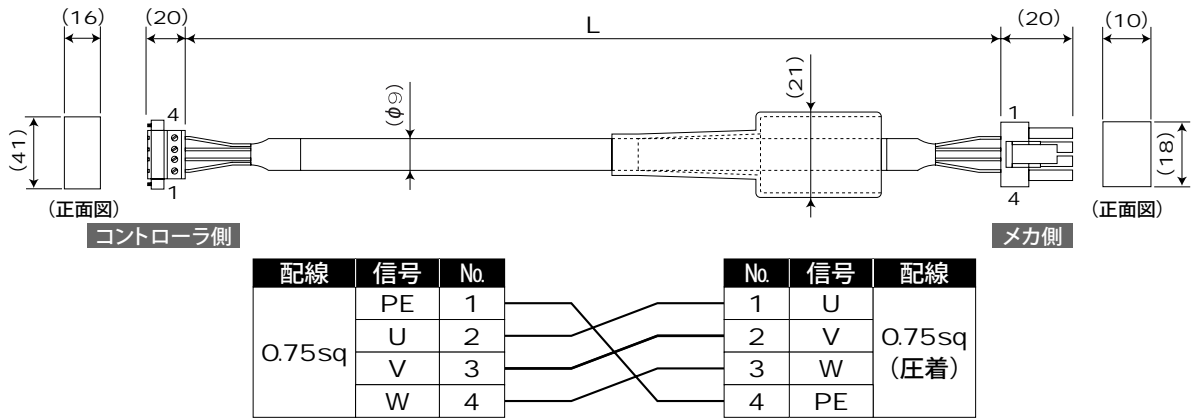 (16) (20) L (20) (10)
(φ9) (21)
4 1
(41) (18)
1 4
(正面図) (正面図)
コントローラ側 メカ側
配線 信号 No. No. 信号 配線
PE 1 1 U
U 2 2 V
0.75sq 0.75sq
V 3 3 W
(圧着)
W 4 4 PE